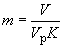 m = V / V_p K